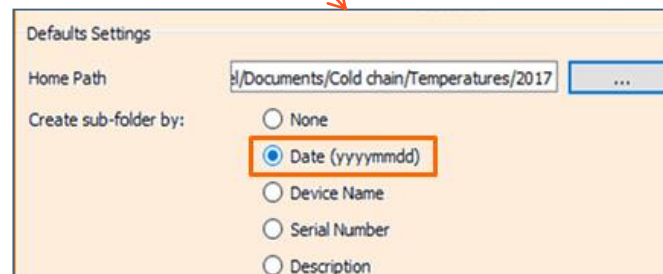 Defaults Settings
Home Path /Documents/Cold chain/Temperatures/2017 ...
Create sub-folder by: None
Date (yyyymmdd)
Device Name
Serial Number
Description